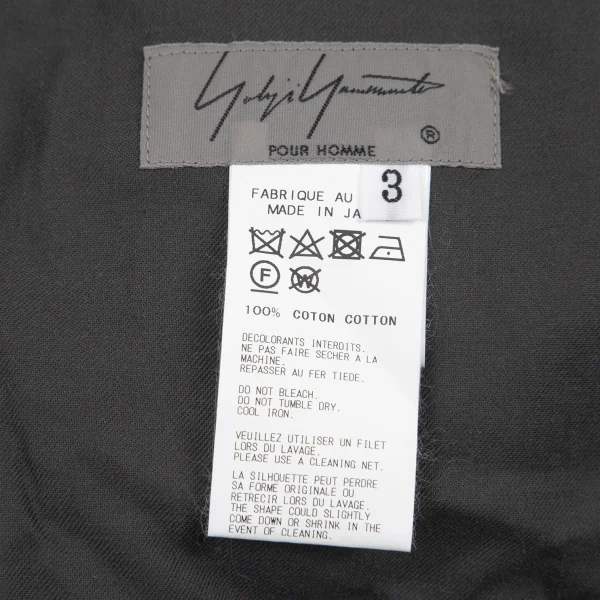 Yohji Yamamoto
®
POUR HOMME
3
FABRIQUE AU
MADE IN JA
F
W
100% COTON COTTON
DECOLORANTS INTERDITS.
NE PAS FAIRE SECHER A LA
MACHINE.
REPASSER AU FER TIEDE.
DO NOT BLEACH.
DO NOT TUMBLE DRY.
COOL IRON.
VEUILLEZ UTILISER UN FILET
LORS DU LAVAGE.
PLEASE USE A CLEANING NET.
LA SILHOUETTE PEUT PERDRE
SA FORME ORIGINALE OU
RETRECIR LORS DU LAVAGE.
THE SHAPE COULD SLIGHTLY
COME DOWN OR SHRINK IN THE
EVENT OF CLEANING.